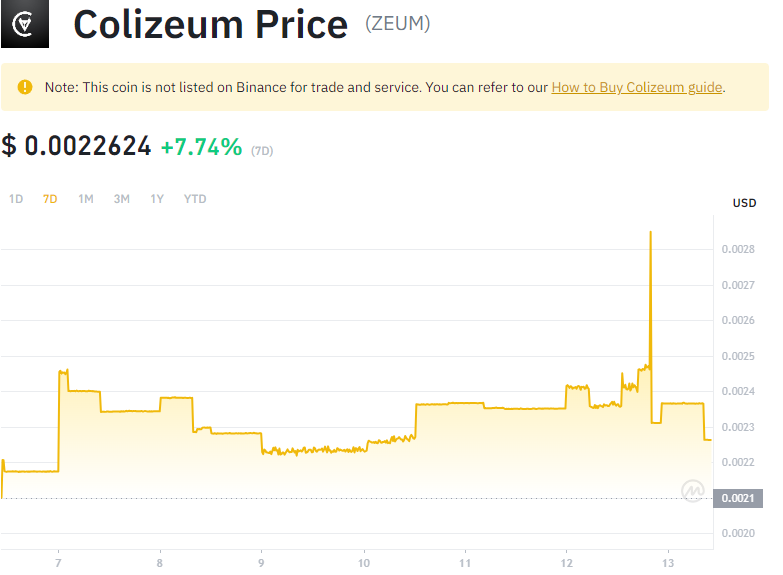 Colizeum Price (ZEUM)
Note: This coin is not listed on Binance for trade and service. You can refer to our How to Buy Colizeum guide.
$ 0.0022624 +7.74% (7D)
1D 7D 1M 3M 1Y YTD
USD
0.0028
0.0027
0.0026
0.0025
0.0024
0.0023
0.0022
0.0021
0.0020
7 8 9 10 11 12 13